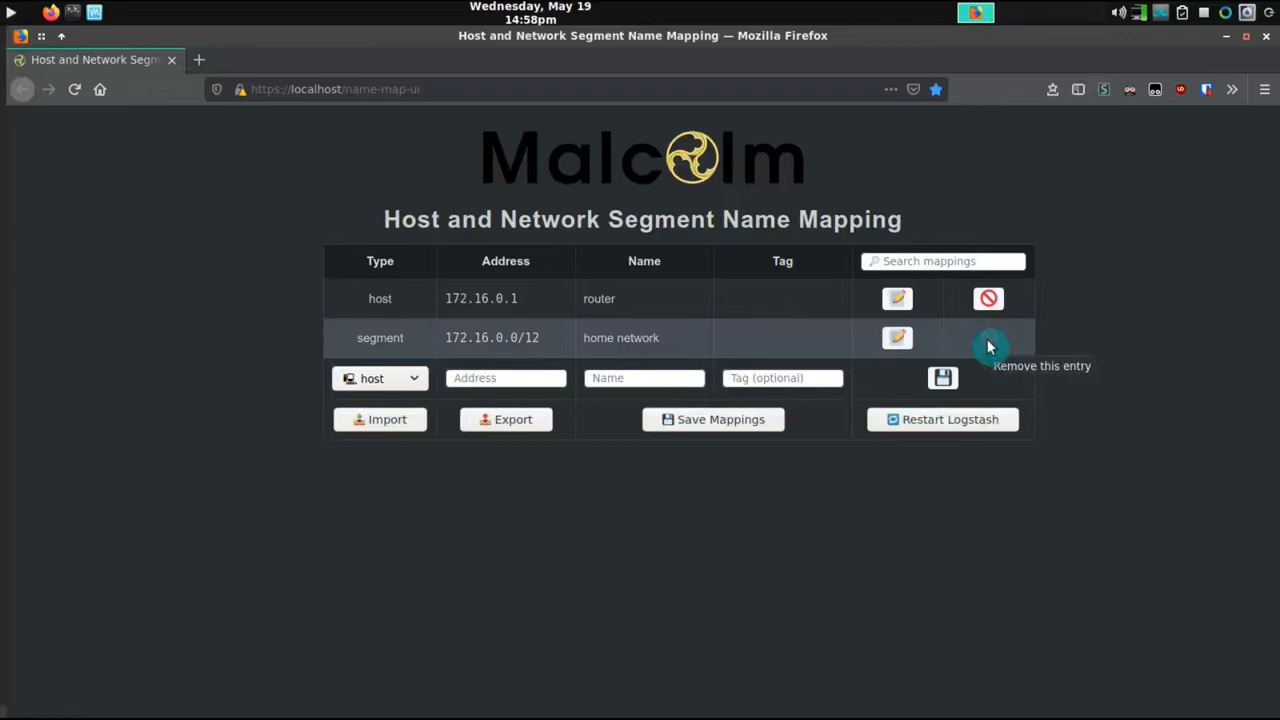 Wednesday, May 19
14:58pm
Host and Network Segment Name Mapping — Mozilla Firefox
Host and Network Segm
https://localhost/name-map-ui
Malcolm
Host and Network Segment Name Mapping
Type Address Name Tag Search mappings
host 172.16.0.1 router
segment 172.16.0.0/12 home network
Remove this entry
host Address Name Tag (optional)
Import Export Save Mappings Restart Logstash